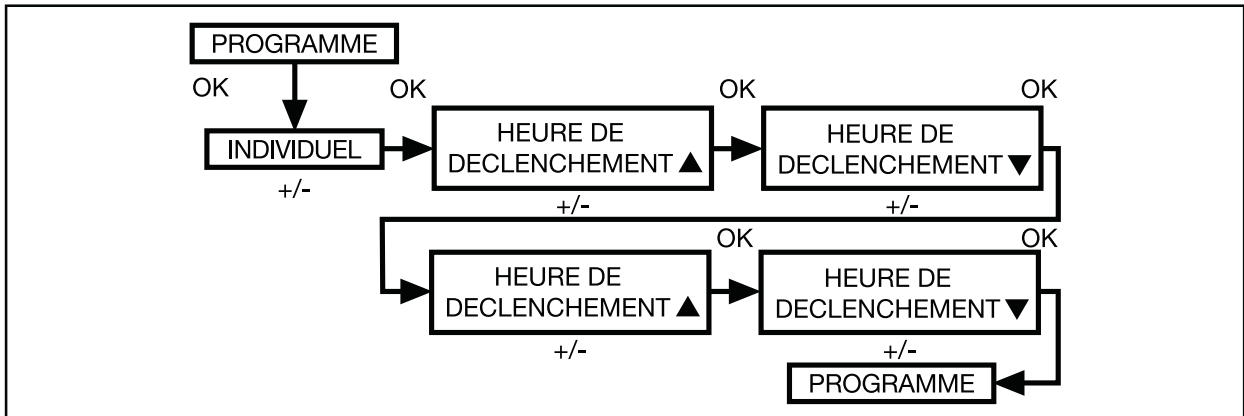 PROGRAMME
OK
OK
OK
OK
INDIVIDUEL
+/-
HEURE DE
DECLENCHEMENT ▲
+/-
HEURE DE
DECLENCHEMENT ▼
+/-
OK
OK
HEURE DE
DECLENCHEMENT ▲
+/-
HEURE DE
DECLENCHEMENT ▼
+/-
PROGRAMME